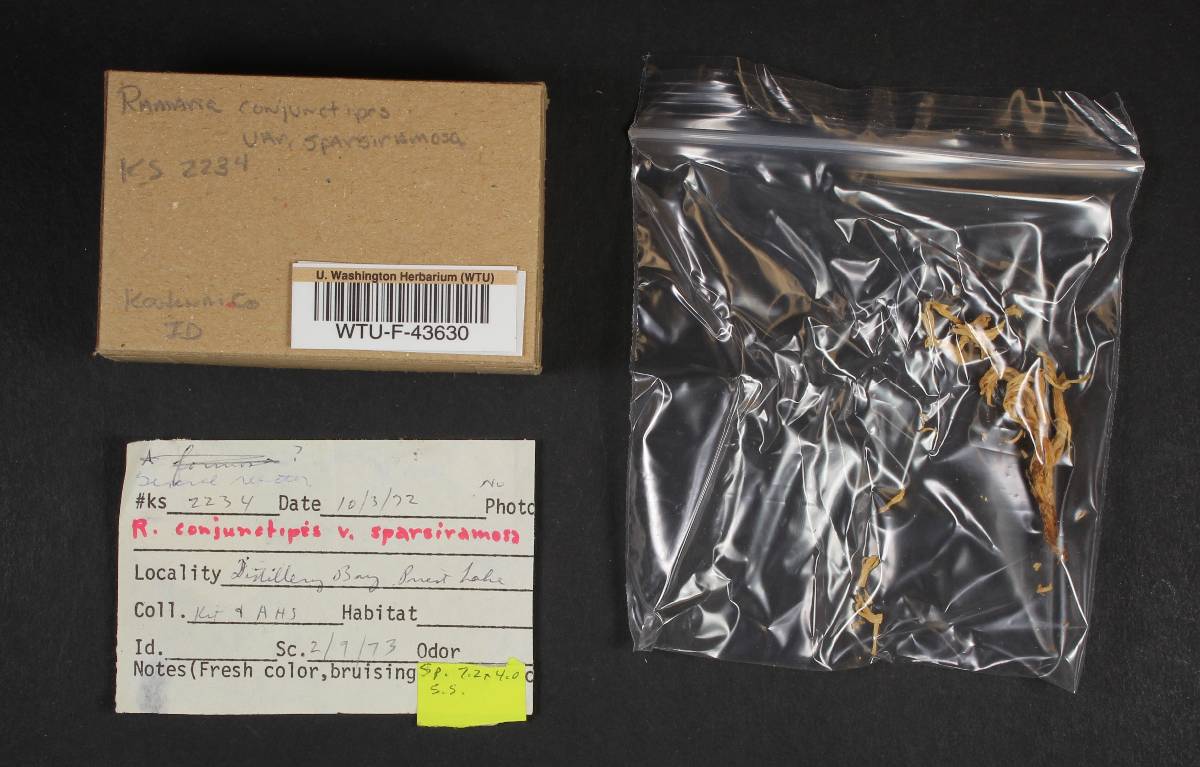 RAMARIA conjunctipes
VAR. sparsiramosa
KS 2234
ID
U. Washington Herbarium (WTU)
WTU-F-43630
?
#ks 2234 Date 10/3/72 No Photo
R. conjunctipes v. sparsiramosa
Locality Distillery Bay Priest Lake
Coll. Kit & AHS Habitat
Id. Sc. 2/9/73 Odor
Notes(Fresh color,bruising
Sp. 7.2 x 4.0
S.S.